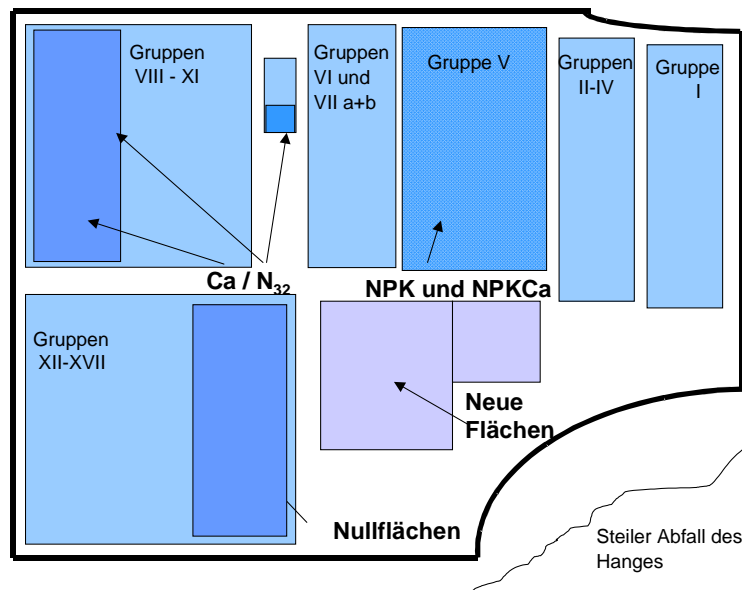 Gruppen
VIII - XI
Gruppen
VI und
VII a+b
Gruppe V
Gruppen
II-IV
Gruppe
I
Ca / N32
NPK und NPKCa
Gruppen
XII-XVII
Neue
Flächen
Nullflächen
Steiler Abfall des
Hanges